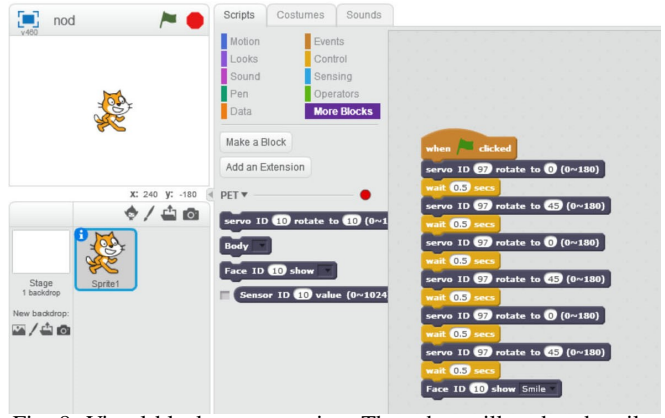 nod
v460
X: 240 Y: -180
Stage
1 backdrop
New backdrop:
Sprite1
Scripts Costumes Sounds
Motion Events
Looks Control
Sound Sensing
Pen Operators
Data More Blocks
Make a Block
Add an Extension
PET
servo ID 10 rotate to 10 (0~1
Body
Face ID 10 show
Sensor ID 10 value (0~1024
when clicked
servo ID 97 rotate to 0 (0~180)
wait 0.5 secs
servo ID 97 rotate to 45 (0~180)
wait 0.5 secs
servo ID 97 rotate to 0 (0~180)
wait 0.5 secs
servo ID 97 rotate to 45 (0~180)
wait 0.5 secs
servo ID 97 rotate to 0 (0~180)
wait 0.5 secs
servo ID 97 rotate to 45 (0~180)
Face ID 10 show Smile